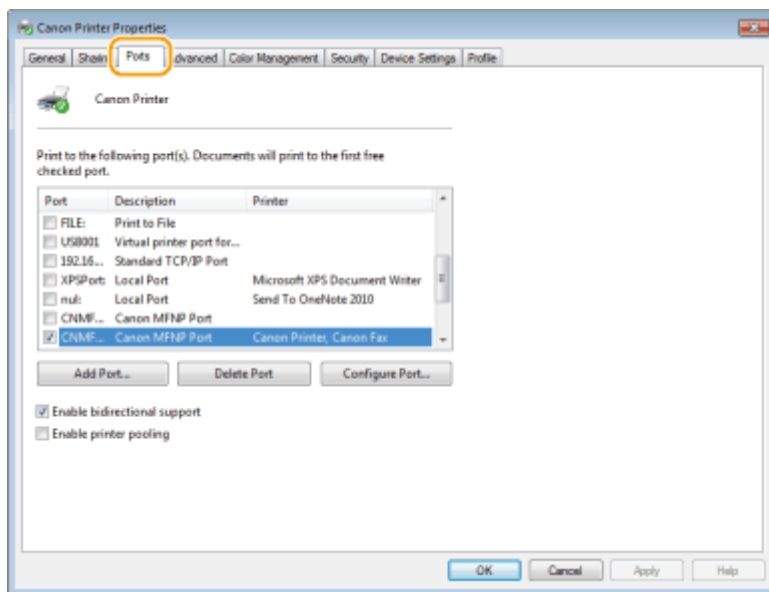 Canon Printer Properties
General Sharin Ports dvanced Color Management Security Device Settings Profile
Canon Printer
Print to the following port(s). Documents will print to the first free
checked port.
Port Description Printer
FILE: Print to File
USB001 Virtual printer port for...
192.16... Standard TCP/IP Port
XPSPort: Local Port Microsoft XPS Document Writer
nul: Local Port Send To OneNote 2010
CNMF... Canon MFNP Port
CNMF... Canon MFNP Port Canon Printer, Canon Fax
Add Port... Delete Port Configure Port...
Enable bidirectional support
Enable printer pooling
OK Cancel Apply Help